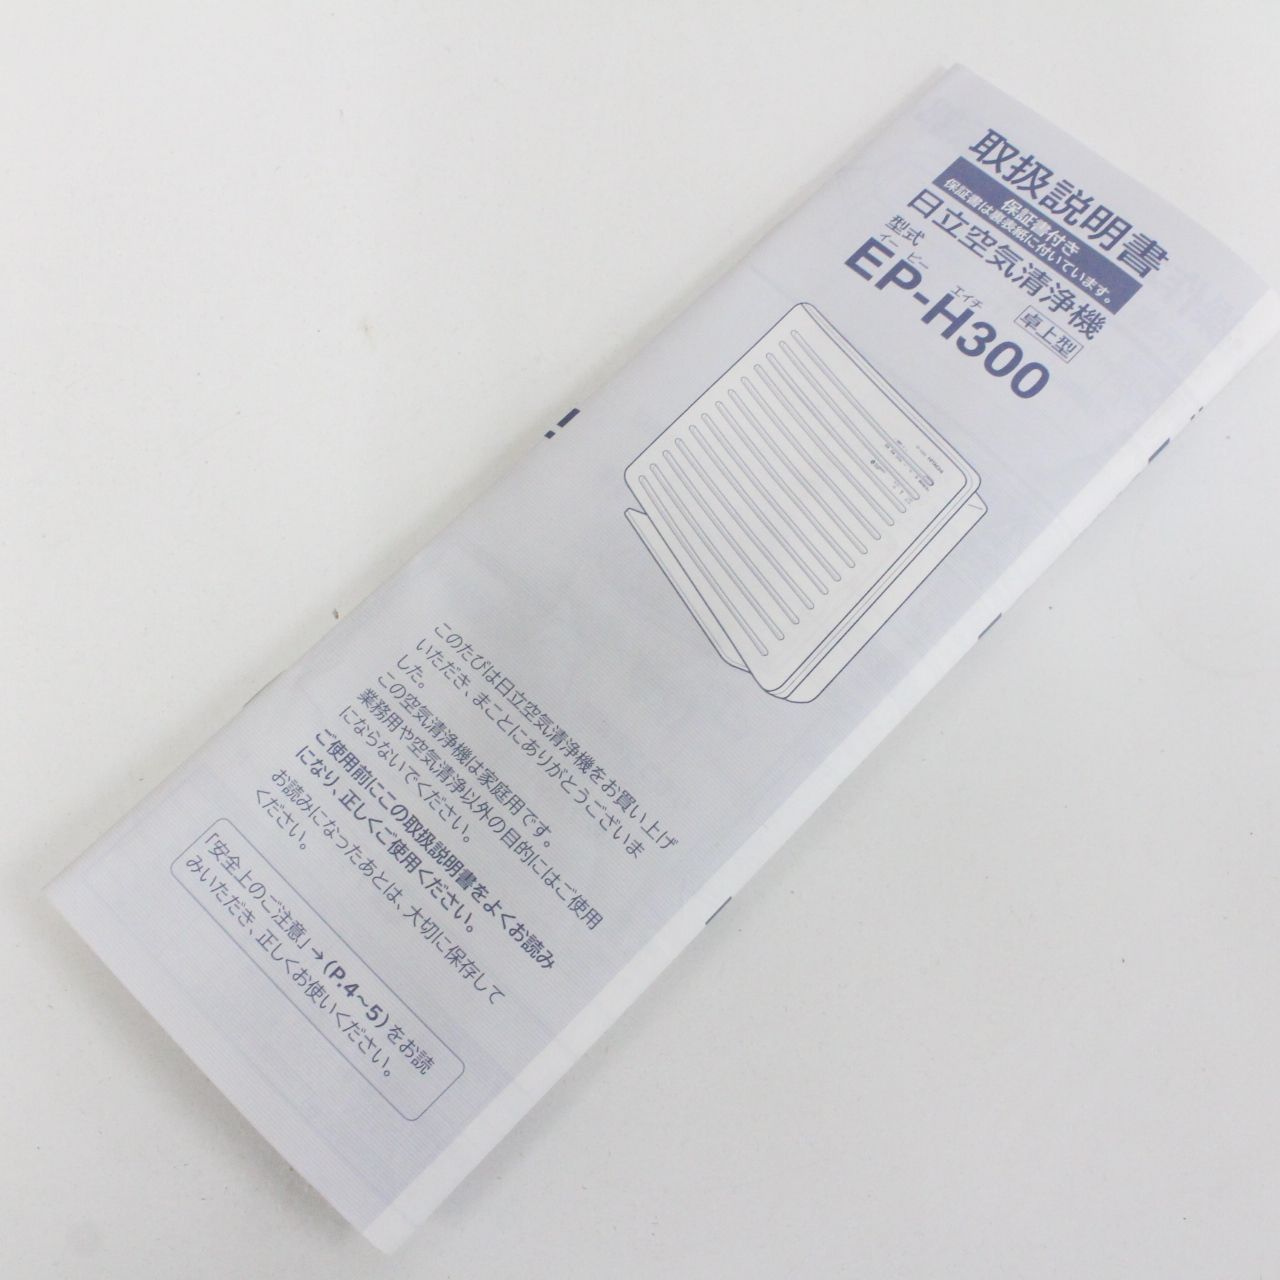 取扱説明書
保証書付き
保証書は裏表紙に付いています。
日立空気清浄機
型式
卓上型
イー ピー エイチ
EP-H300
このたびは日立空気清浄機をお買い上げ
いただき、まことにありがとうございま
した。
この空気清浄機は家庭用です。
業務用や空気清浄以外の目的にはご使用
にならないでください。
ご使用前にこの取扱説明書をよくお読み
になり、正しくご使用ください。
お読みになったあとは、大切に保存して
ください。
「安全上のご注意」→(P.4～5)をお読
みいただき、正しくお使いください。
!